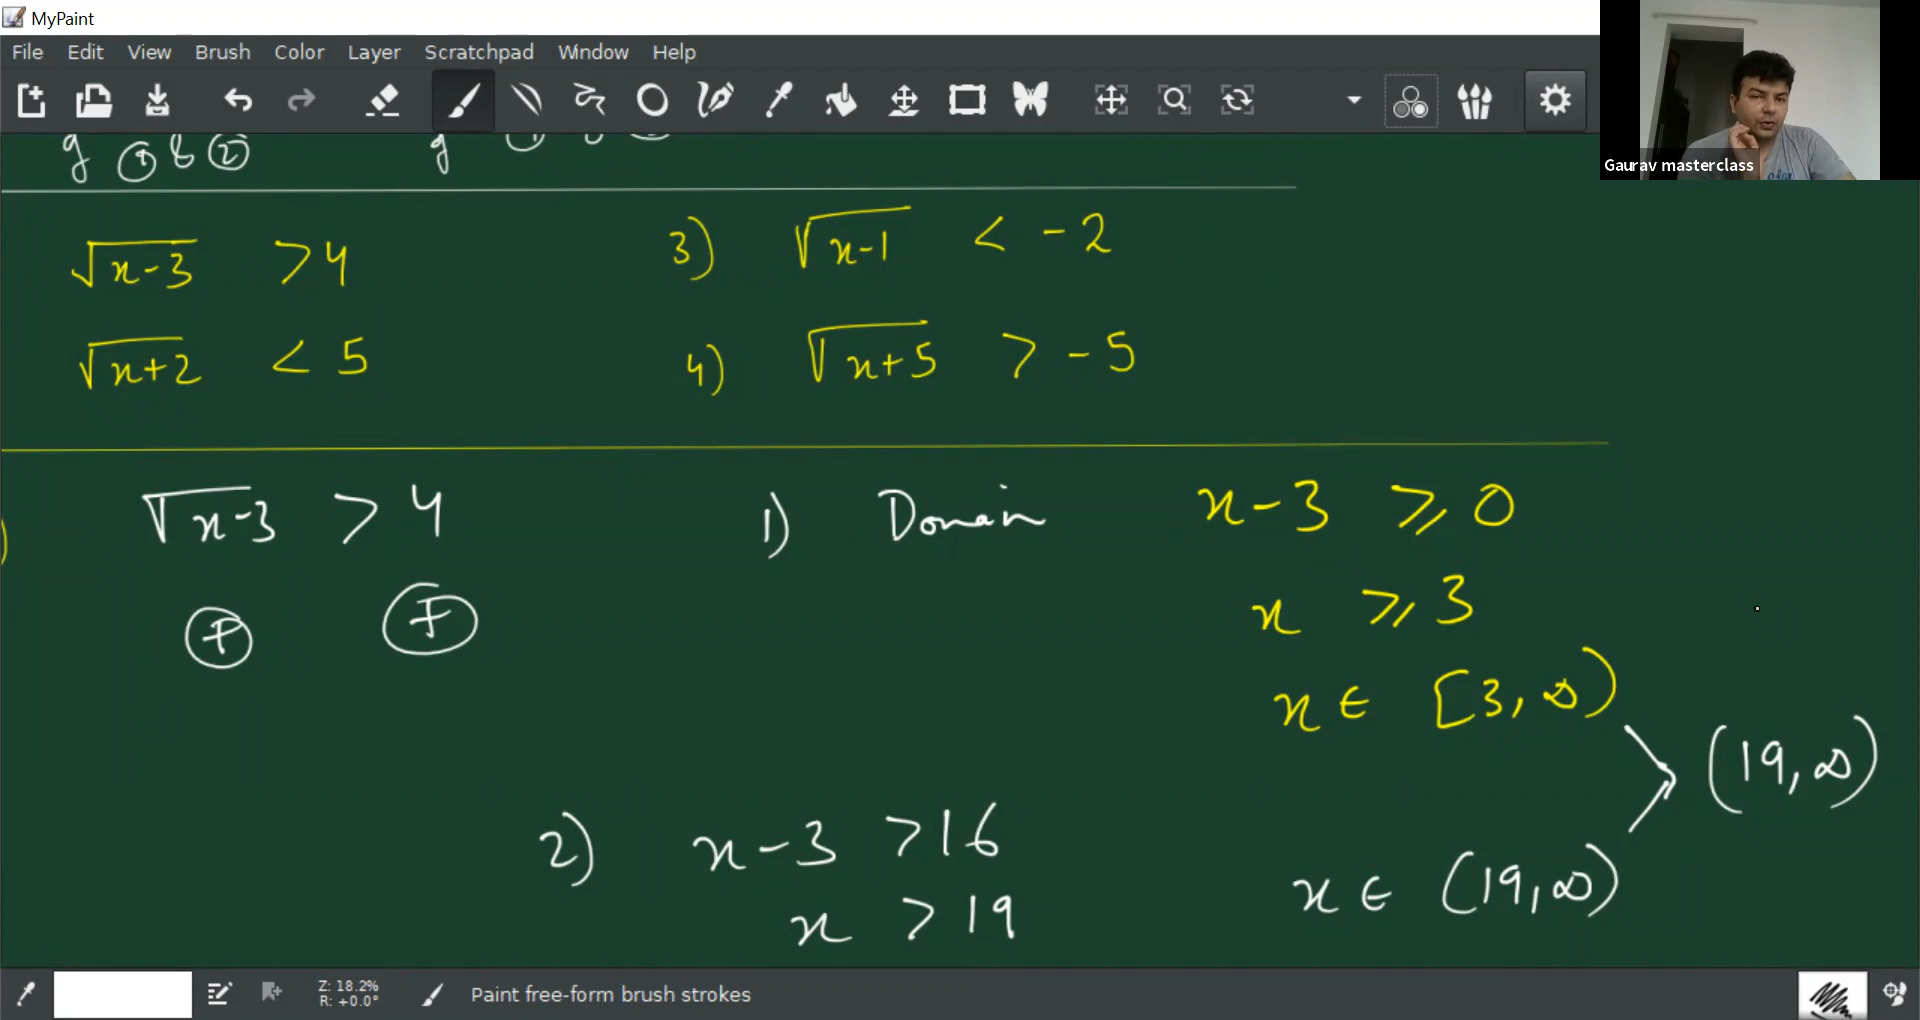 MyPaint
File Edit View Brush Color Layer Scratchpad Window Help
Gaurav masterclass
g ① & ② g
√x-3 > 4
√x+2 < 5
3) √x-1 < -2
4) √x+5 > -5
√x-3 > 4
⊕ ⊕
1) Domain x-3 ≥ 0
x ≥ 3
x ∈ [3, ∞)
(19, ∞)
2) x-3 > 16
x > 19
x ∈ (19, ∞)
Z: 18.2%
R: +0.0°
Paint free-form brush strokes